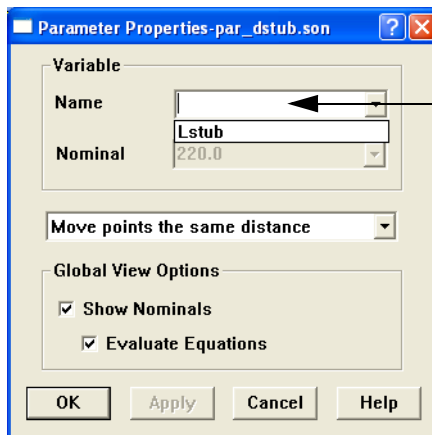 Parameter Properties-par_dstub.son
Variable
Name
Lstub
Nominal 220.0
Move points the same distance
Global View Options
Show Nominals
Evaluate Equations
OK Apply Cancel Help